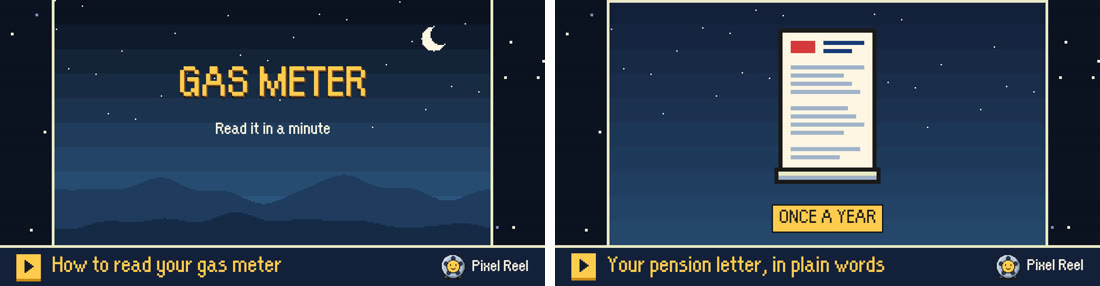 GAS METER
Read it in a minute
How to read your gas meter
Pixel Reel
ONCE A YEAR
Your pension letter, in plain words
Pixel Reel